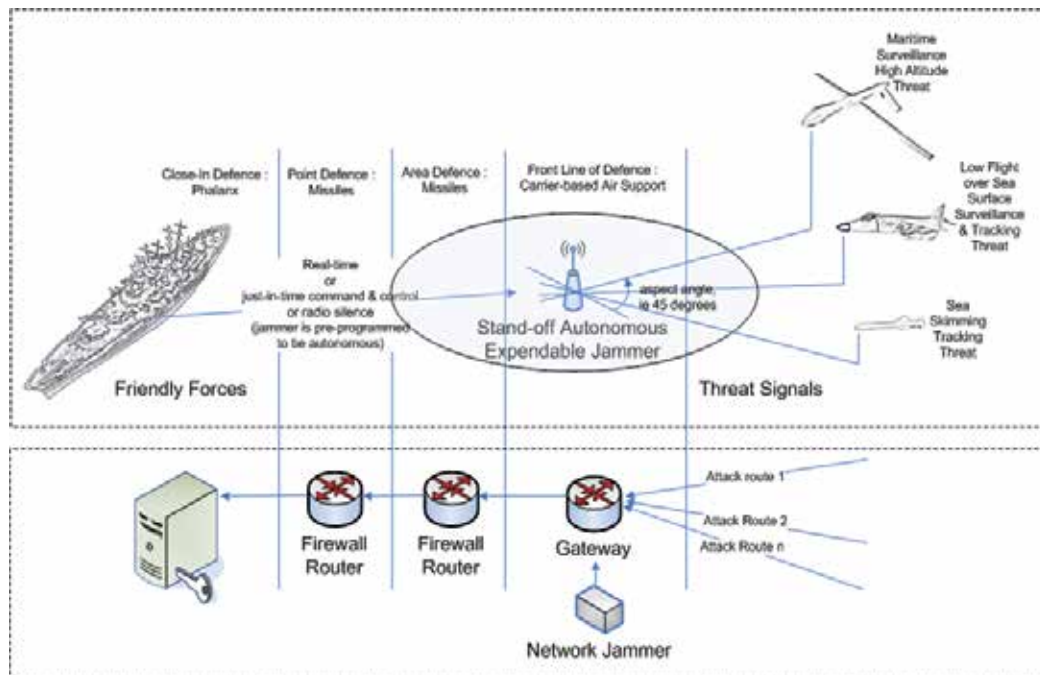 Maritime
Surveillance
High Altitude
Threat
Close-In Defence :
Phalanx
Point Defence :
Missiles
Area Defence :
Missiles
Front Line of Defence :
Carrier-based Air Support
Low Flight
over Sea
Surface
Surveillance
& Tracking
Threat
Real-time
or
just-in-time command & control
or radio silence
(jammer is pre-programmed
to be autonomous)
aspect angle,
ie 45 degrees
Stand-off Autonomous
Expendable Jammer
Sea
Skimming
Tracking
Threat
Friendly Forces
Threat Signals
Attack route 1
Attack Route 2
Attack Route n
Firewall
Router
Firewall
Router
Gateway
Network Jammer